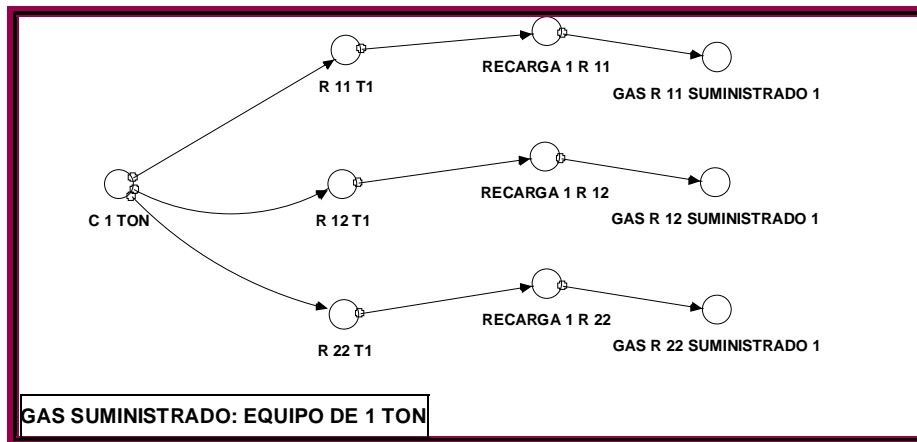 R 11 T1
RECARGA 1 R 11
GAS R 11 SUMINISTRADO 1
C 1 TON
R 12 T1
RECARGA 1 R 12
GAS R 12 SUMINISTRADO 1
R 22 T1
RECARGA 1 R 22
GAS R 22 SUMINISTRADO 1
GAS SUMINISTRADO: EQUIPO DE 1 TON